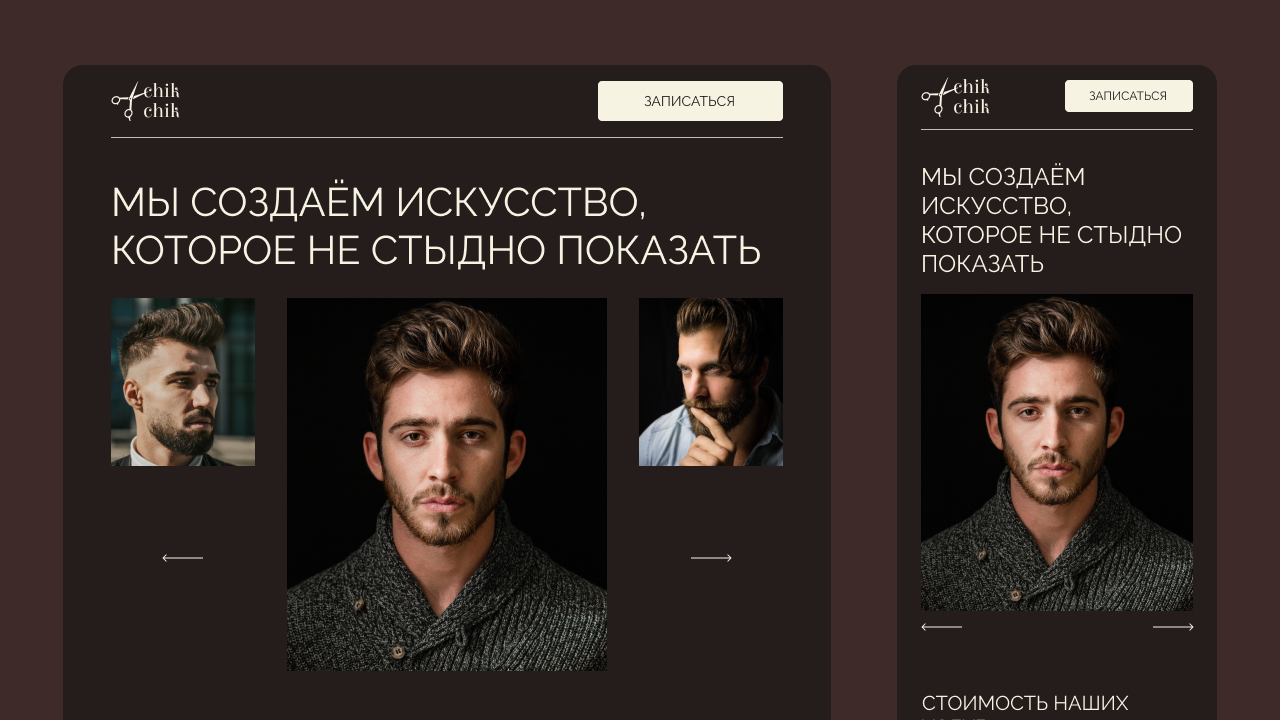 chik
chik
ЗАПИСАТЬСЯ
МЫ СОЗДАЁМ ИСКУССТВО,
КОТОРОЕ НЕ СТЫДНО ПОКАЗАТЬ
chik
chik
ЗАПИСАТЬСЯ
МЫ СОЗДАЁМ
ИСКУССТВО,
КОТОРОЕ НЕ СТЫДНО
ПОКАЗАТЬ
СТОИМОСТЬ НАШИХ